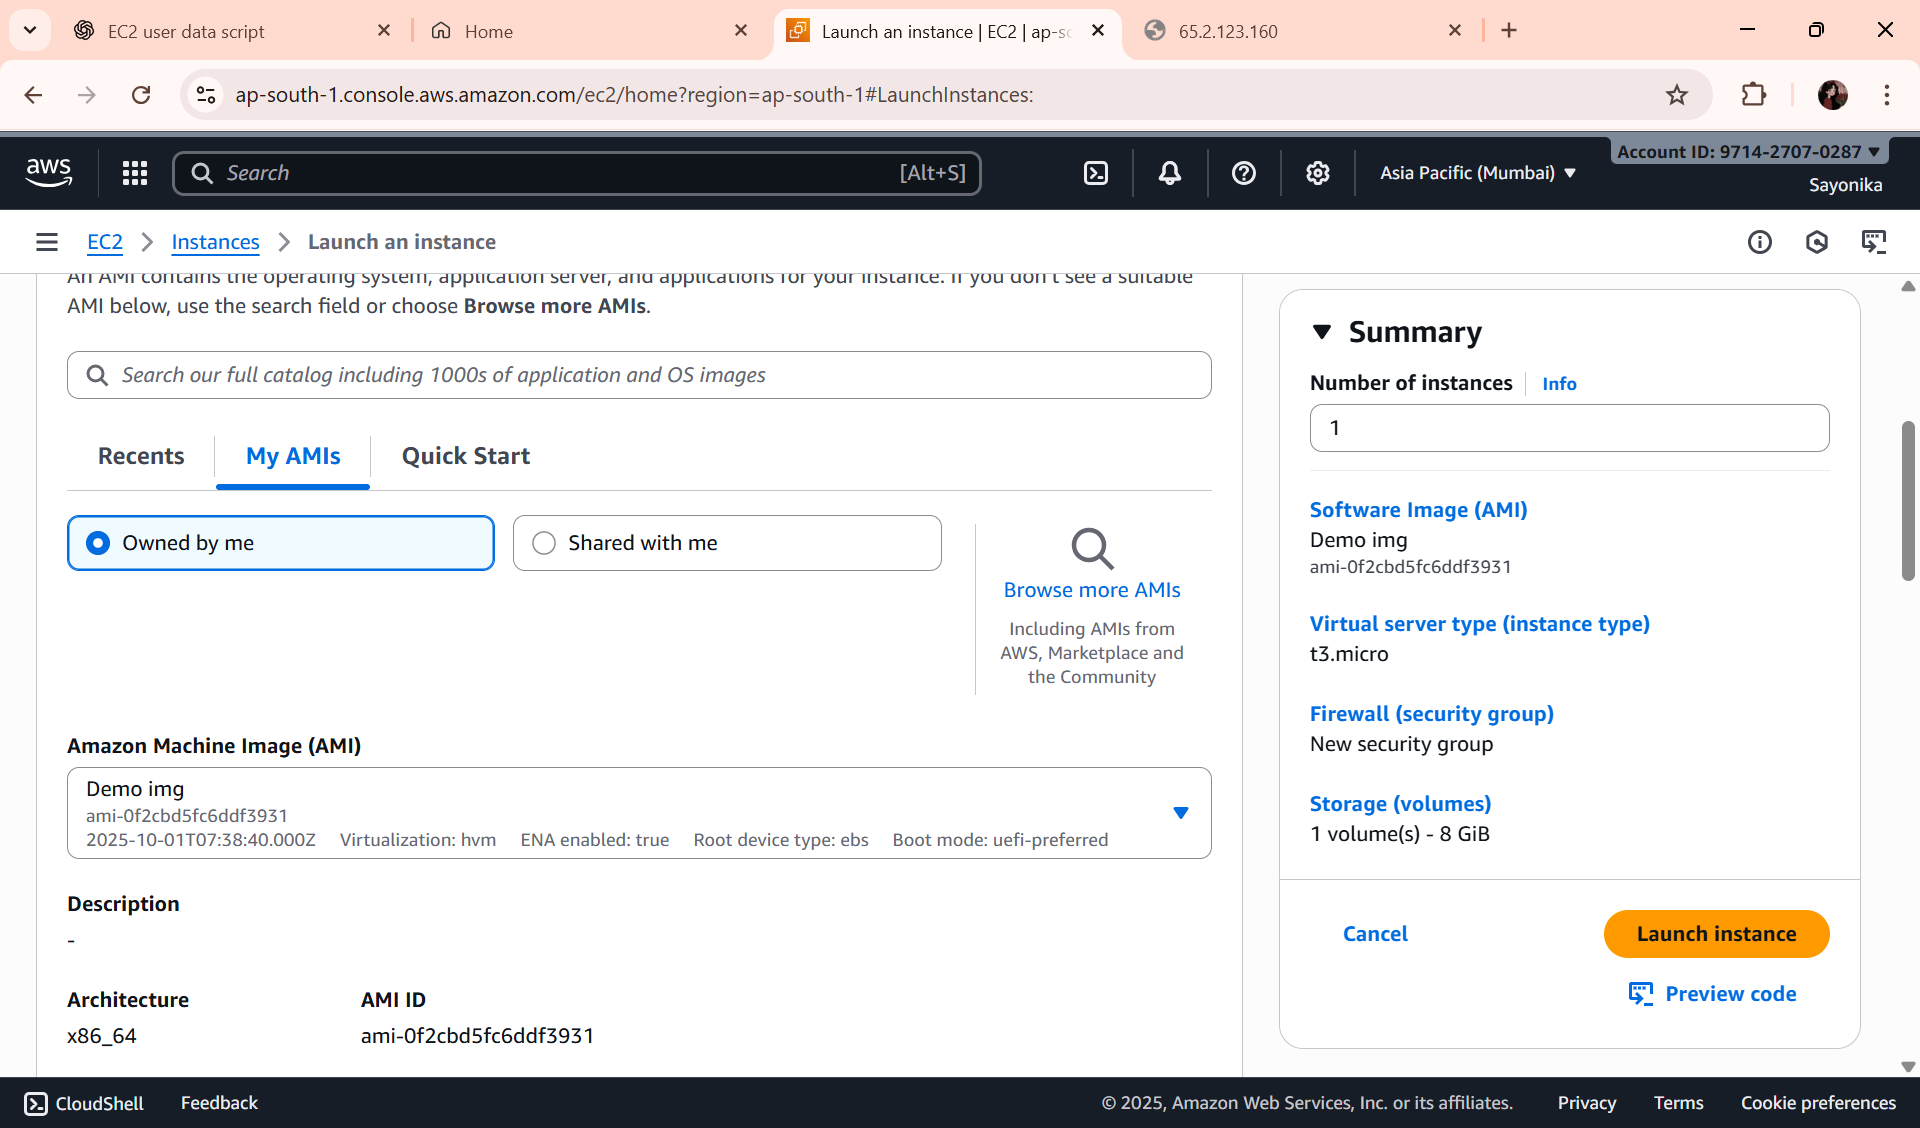 EC2 user data script
Home
Launch an instance | EC2 | ap-so
65.2.123.160
ap-south-1.console.aws.amazon.com/ec2/home?region=ap-south-1#LaunchInstances:
aws
Search
[Alt+S]
Asia Pacific (Mumbai)
Account ID: 9714-2707-0287
Sayonika
EC2
Instances
Launch an instance
An AMI contains the operating system, application server, and applications for your instance. If you don't see a suitable
AMI below, use the search field or choose Browse more AMIs.
Search our full catalog including 1000s of application and OS images
Recents
My AMIs
Quick Start
Owned by me
Shared with me
Browse more AMIs
Including AMIs from
AWS, Marketplace and
the Community
Amazon Machine Image (AMI)
Demo img
ami-0f2cbd5fc6ddf3931
2025-10-01T07:38:40.000Z Virtualization: hvm ENA enabled: true Root device type: ebs Boot mode: uefi-preferred
Description
-
Architecture
AMI ID
x86_64
ami-0f2cbd5fc6ddf3931
Summary
Number of instances
Info
1
Software Image (AMI)
Demo img
ami-0f2cbd5fc6ddf3931
Virtual server type (instance type)
t3.micro
Firewall (security group)
New security group
Storage (volumes)
1 volume(s) - 8 GiB
Cancel
Launch instance
Preview code
CloudShell
Feedback
© 2025, Amazon Web Services, Inc. or its affiliates.
Privacy
Terms
Cookie preferences